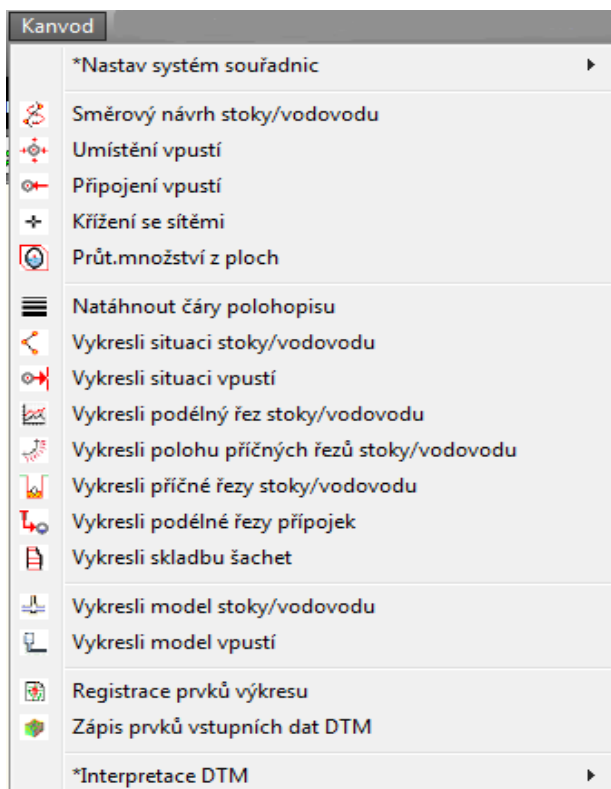 Kanvod
*Nastav systém souřadnic
Směrový návrh stoky/vodovodu
Umístění vpustí
Připojení vpustí
Křížení se sítěmi
Průt.množství z ploch
Natáhnout čáry polohopisu
Vykresli situaci stoky/vodovodu
Vykresli situaci vpustí
Vykresli podélný řez stoky/vodovodu
Vykresli polohu příčných řezů stoky/vodovodu
Vykresli příčné řezy stoky/vodovodu
Vykresli podélné řezy přípojek
Vykresli skladbu šachet
Vykresli model stoky/vodovodu
Vykresli model vpustí
Registrace prvků výkresu
Zápis prvků vstupních dat DTM
*Interpretace DTM